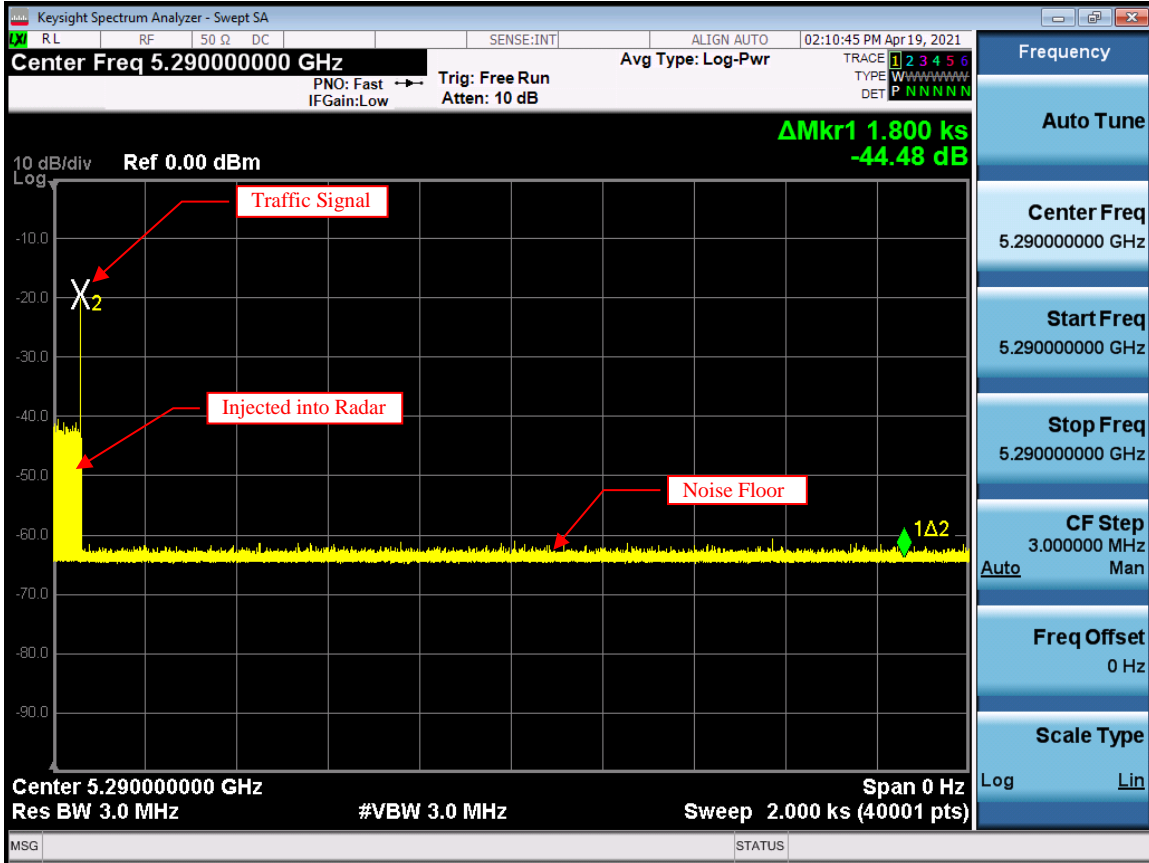 Keysight Spectrum Analyzer - Swept SA
LXI RL RF 50 Ω DC SENSE:INT ALIGN AUTO 02:10:45 PM Apr 19, 2021
Center Freq 5.290000000 GHz
PNO: Fast
IFGain:Low
Trig: Free Run
Atten: 10 dB
Avg Type: Log-Pwr
TRACE 1 2 3 4 5 6
TYPE WWWWWWW
DET P N N N N N
ΔMkr1 1.800 ks
-44.48 dB
10 dB/div Ref 0.00 dBm
Log
Traffic Signal
-10.0
-20.0
X2
-30.0
Injected into Radar
-40.0
-50.0
Noise Floor
-60.0
1Δ2
-70.0
-80.0
-90.0
Center 5.290000000 GHz Span 0 Hz
Res BW 3.0 MHz #VBW 3.0 MHz Sweep 2.000 ks (40001 pts)
MSG STATUS
Frequency
Auto Tune
Center Freq
5.290000000 GHz
Start Freq
5.290000000 GHz
Stop Freq
5.290000000 GHz
CF Step
3.000000 MHz
Auto Man
Freq Offset
0 Hz
Scale Type
Log Lin